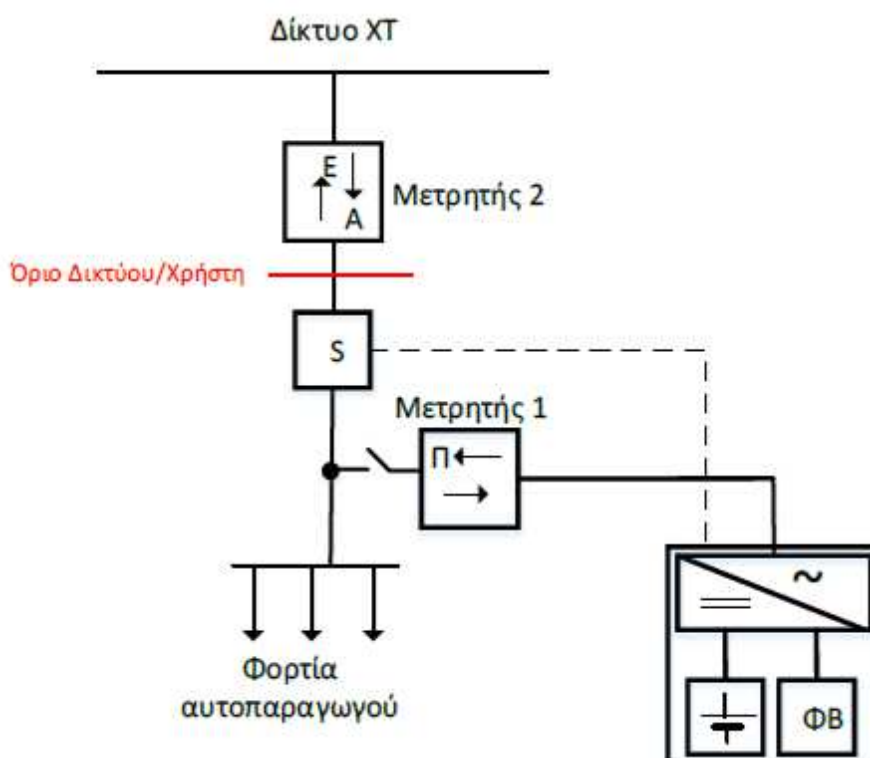 Δίκτυο ΧΤ
Ε
Α
Μετρητής 2
Όριο Δικτύου/Χρήστη
S
Μετρητής 1
Π
~
Φορτία
αυτοπαραγωγού
ΦΒ